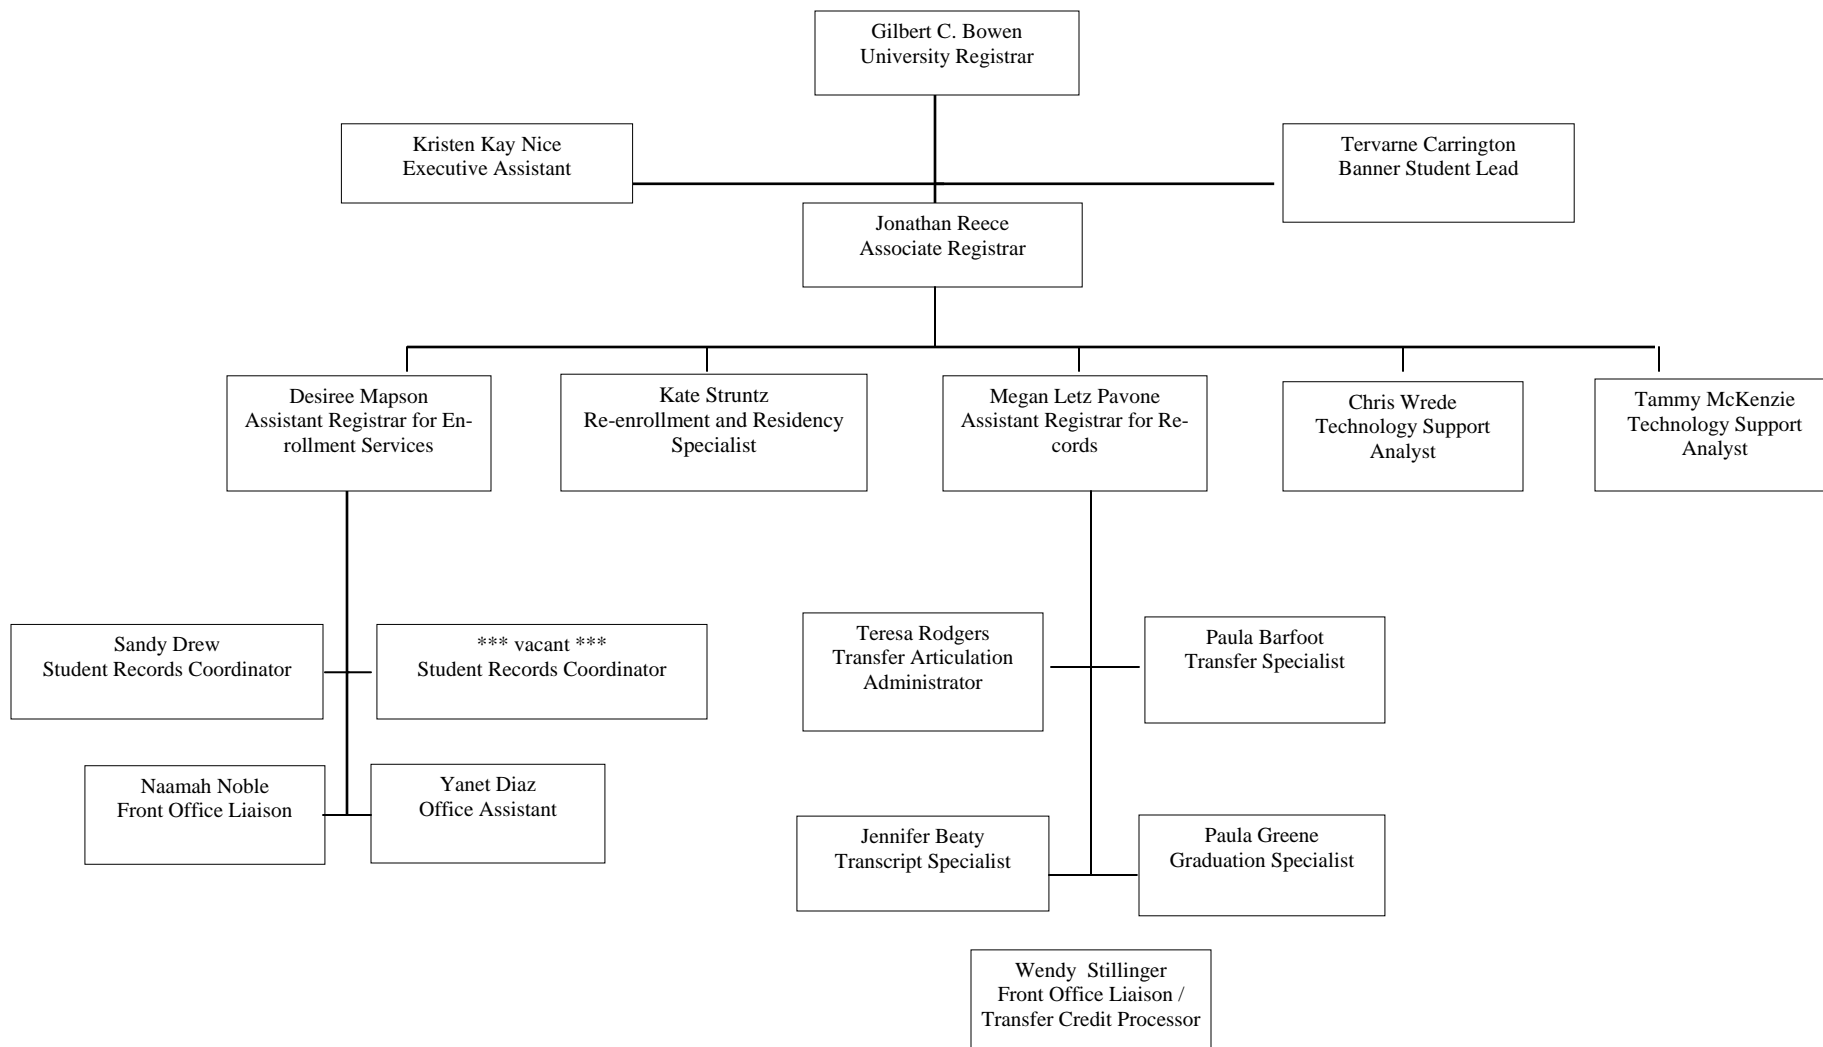 Gilbert C. Bowen
University Registrar
Kristen Kay Nice
Executive Assistant
Tervarne Carrington
Banner Student Lead
Jonathan Reece
Associate Registrar
Desiree Mapson
Assistant Registrar for En-
rollment Services
Kate Struntz
Re-enrollment and Residency
Specialist
Megan Letz Pavone
Assistant Registrar for Re-
cords
Chris Wrede
Technology Support
Analyst
Tammy McKenzie
Technology Support
Analyst
Sandy Drew
Student Records Coordinator
*** vacant ***
Student Records Coordinator
Teresa Rodgers
Transfer Articulation
Administrator
Paula Barfoot
Transfer Specialist
Naamah Noble
Front Office Liaison
Yanet Diaz
Office Assistant
Jennifer Beaty
Transcript Specialist
Paula Greene
Graduation Specialist
Wendy  Stillinger
Front Office Liaison /
Transfer Credit Processor